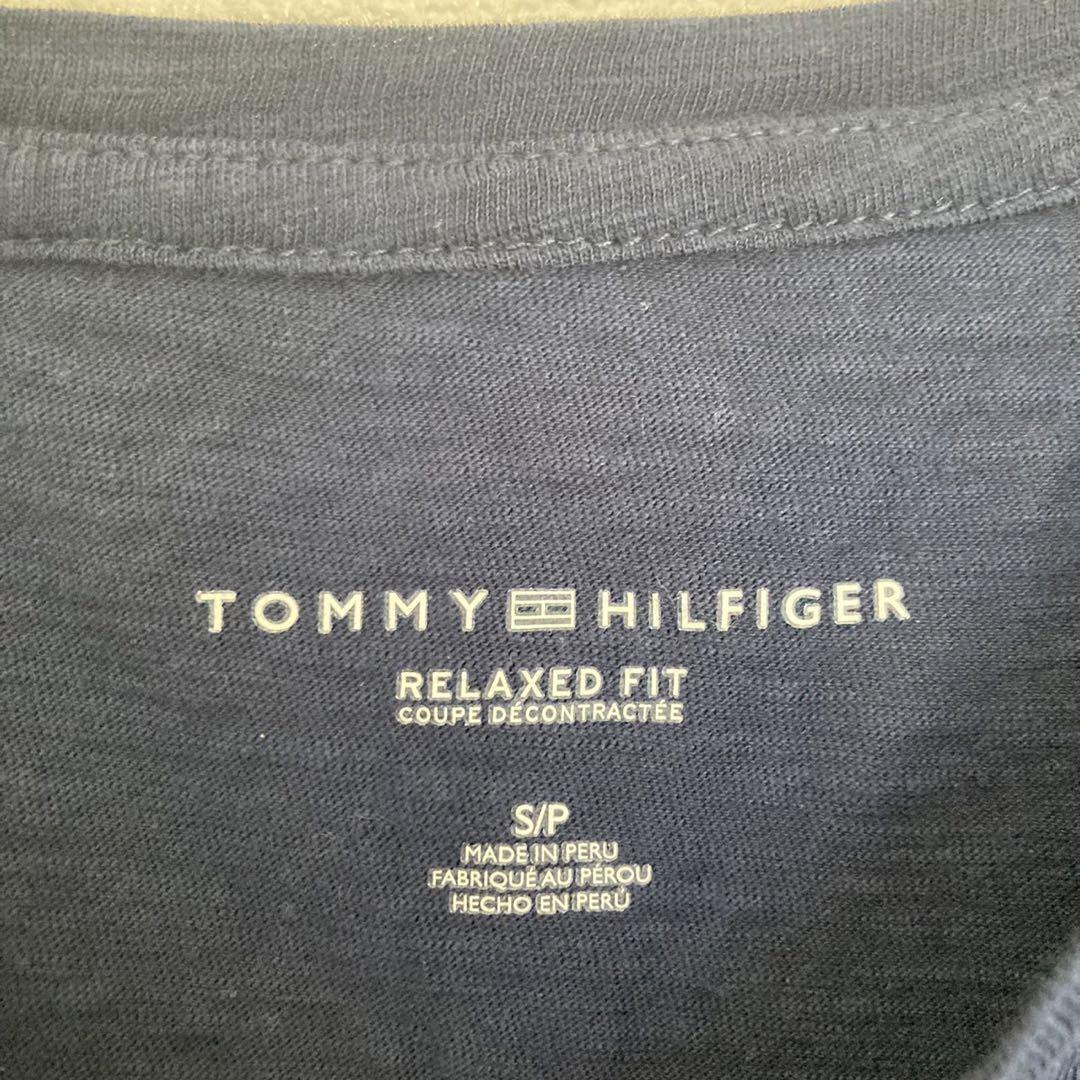 TOMMY HILFIGER
RELAXED FIT
COUPE DÉCONTRACTÉE
S/P
MADE IN PERU
FABRIQUÉ AU PÉROU
HECHO EN PERÚ